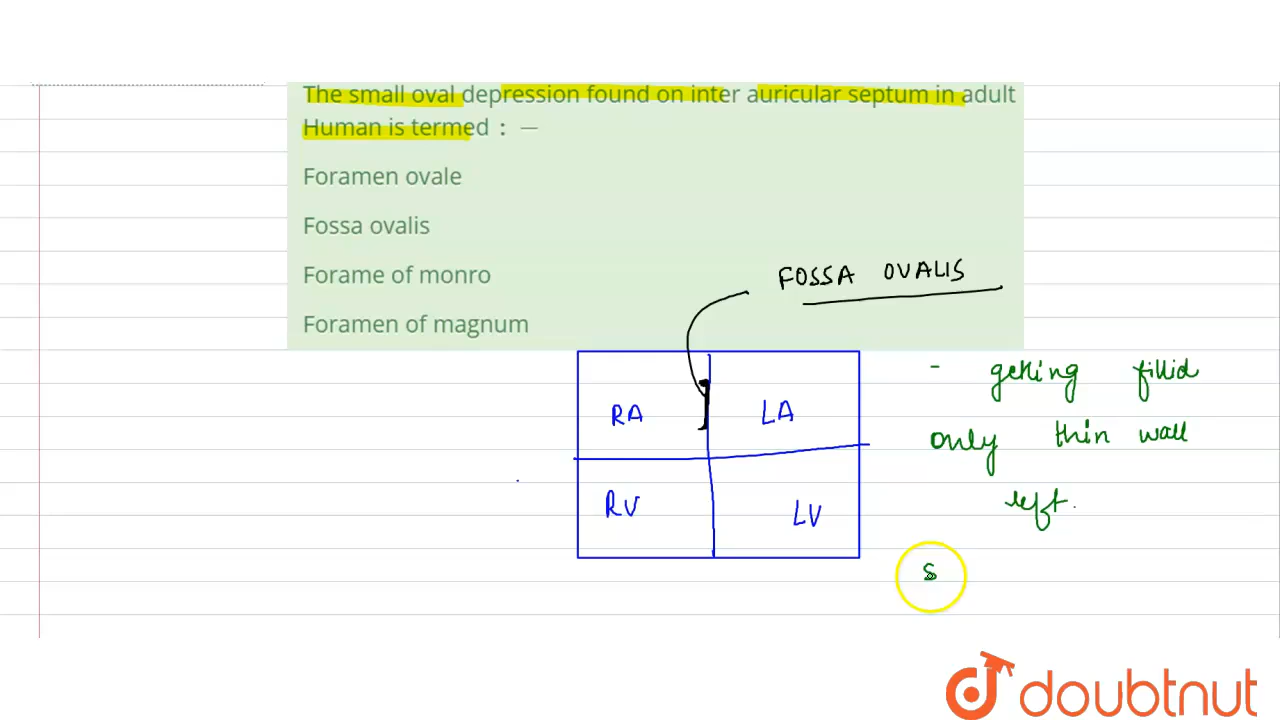 The small oval depression found on inter auricular septum in adult
Human is termed : —
Foramen ovale
Fossa ovalis
Forame of monro
Foramen of magnum
FOSSA OVALIS
RA
LA
RV
LV
- getting fillid
only thin wall
left.
S
doubtnut